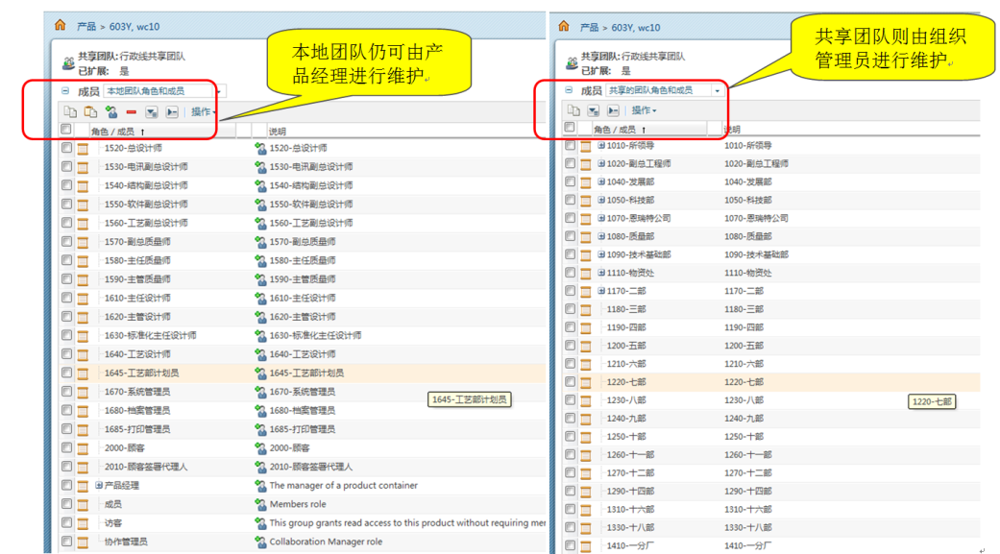 产品 > 603Y, wc10
本地团队仍可由产
品经理进行维护
共享团队:行政线共享团队
已扩展: 是
成员 本地团队角色和成员
操作
角色 / 成员 ↑ 说明
1520-总设计师 1520-总设计师
1530-电讯副总设计师 1530-电讯副总设计师
1540-结构副总设计师 1540-结构副总设计师
1550-软件副总设计师 1550-软件副总设计师
1560-工艺副总设计师 1560-工艺副总设计师
1570-副总质量师 1570-副总质量师
1580-主任质量师 1580-主任质量师
1590-主管质量师 1590-主管质量师
1610-主任设计师 1610-主任设计师
1620-主管设计师 1620-主管设计师
1630-标准化主任设计师 1630-标准化主任设计师
1640-工艺设计师 1640-工艺设计师
1645-工艺部计划员 1645-工艺部计划员
1670-系统管理员 1670-系统管理员
1645-工艺部计划员
1680-档案管理员 1680-档案管理员
1685-打印管理员 1685-打印管理员
2000-顾客 2000-顾客
2010-顾客签署代理人 2010-顾客签署代理人
产品经理 The manager of a product container
成员 Members role
访客 This group grants read access to this product without requiring mer
协作管理员 Collaboration Manager role
产品 > 603Y, wc10
共享团队则由组织
管理员进行维护
共享团队:行政线共享团队
已扩展: 是
成员 共享的团队角色和成员
操作
角色 / 成员 ↑ 说明
1010-所领导 1010-所领导
1020-副总工程师 1020-副总工程师
1040-发展部 1040-发展部
1050-科技部 1050-科技部
1070-恩瑞特公司 1070-恩瑞特公司
1080-质量部 1080-质量部
1090-技术基础部 1090-技术基础部
1110-物资处 1110-物资处
1170-二部 1170-二部
1180-三部 1180-三部
1190-四部 1190-四部
1200-五部 1200-五部
1210-六部 1210-六部
1220-七部 1220-七部
1230-八部 1230-八部
1220-七部
1240-九部 1240-九部
1250-十部 1250-十部
1260-十一部 1260-十一部
1270-十二部 1270-十二部
1290-十四部 1290-十四部
1310-十六部 1310-十六部
1330-十八部 1330-十八部
1410-一分厂 1410-一分厂